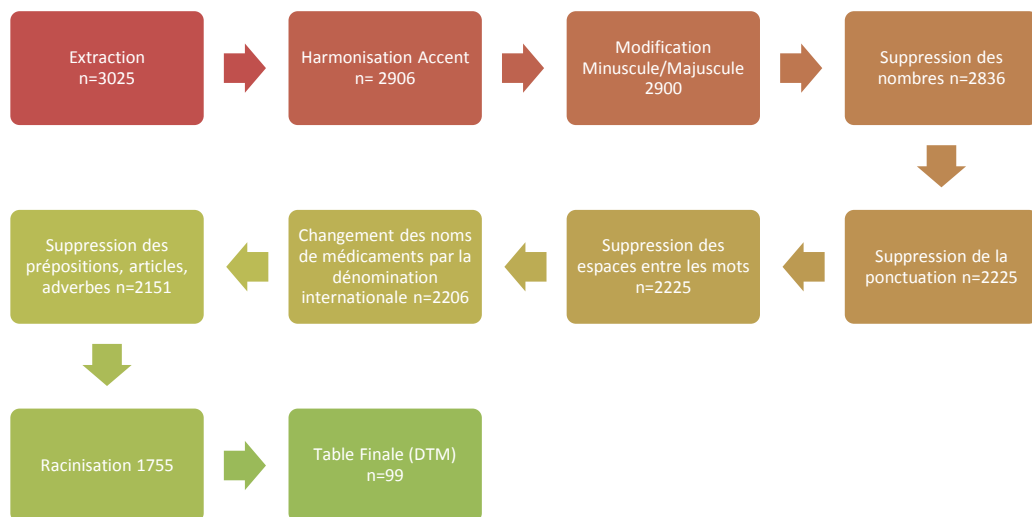 Extraction
n=3025
Harmonisation Accent
n= 2906
Modification
Minuscule/Majuscule
2900
Suppression des
nombres n=2836
Suppression de la
ponctuation n=2225
Suppression des
espaces entre les mots
n=2225
Changement des noms
de médicaments par la
dénomination
internationale n=2206
Suppression des
prépositions, articles,
adverbes n=2151
Racinisation 1755
Table Finale (DTM)
n=99